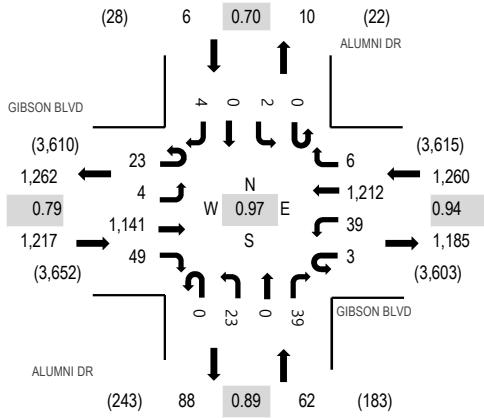 (28) 6 0.70 10 (22)
ALUMNI DR
4 0 2 0
GIBSON BLVD
(3,610) (3,615)
23 6
1,262 1,260
4 N 1,212
0.79 W 0.97 E 0.94
1,141 39
1,217 S 1,185
49 3
(3,652) (3,603)
0 23 0 39
GIBSON BLVD
ALUMNI DR
(243) 88 0.89 62 (183)